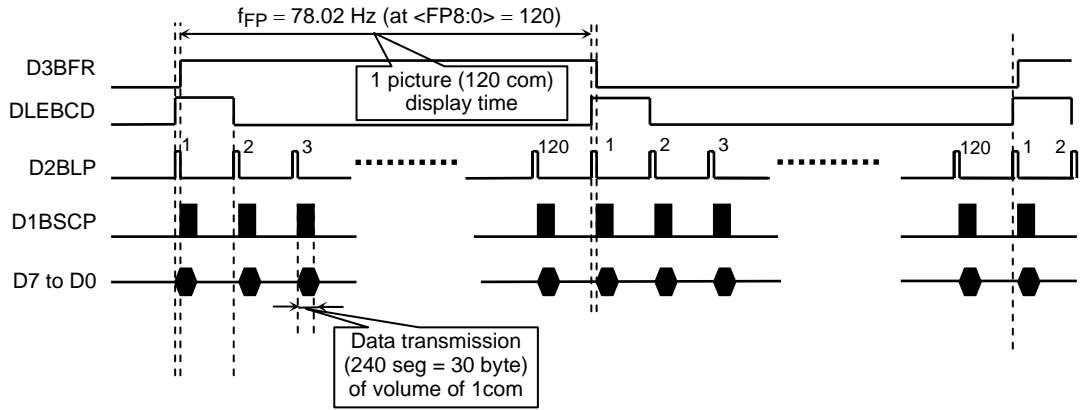 fFP = 78.02 Hz (at <FP8:0> = 120)
D3BFR
1 picture (120 com)
display time
DLEBCD
D2BLP
1 2 3 120 1 2 3 120 1 2
D1BSCP
D7 to D0
Data transmission
(240 seg = 30 byte)
of volume of 1com